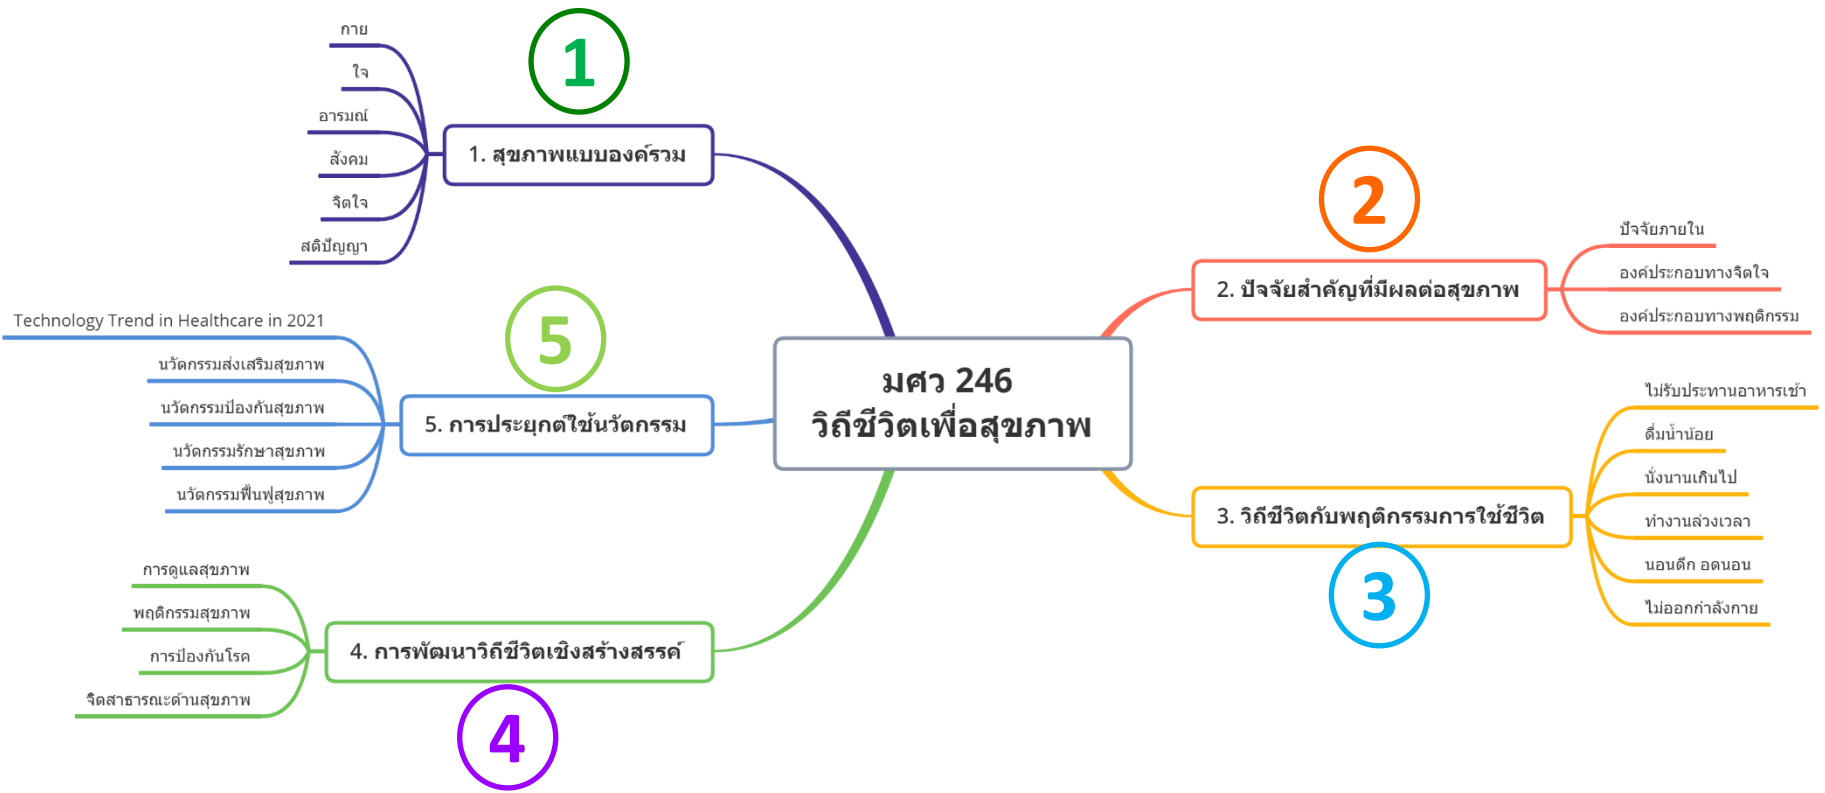 มศว 246
วิถีชีวิตเพื่อสุขภาพ
1
1. สุขภาพแบบองค์รวม
กาย
ใจ
อารมณ์
สังคม
จิตใจ
สติปัญญา
2
2. ปัจจัยสำคัญที่มีผลต่อสุขภาพ
ปัจจัยภายใน
องค์ประกอบทางจิตใจ
องค์ประกอบทางพฤติกรรม
3. วิถีชีวิตกับพฤติกรรมการใช้ชีวิต
3
ไม่รับประทานอาหารเช้า
ดื่มน้ำน้อย
นั่งนานเกินไป
ทำงานล่วงเวลา
นอนดึก อดนอน
ไม่ออกกำลังกาย
4. การพัฒนาวิถีชีวิตเชิงสร้างสรรค์
4
การดูแลสุขภาพ
พฤติกรรมสุขภาพ
การป้องกันโรค
จิตสาธารณะด้านสุขภาพ
5
5. การประยุกต์ใช้นวัตกรรม
Technology Trend in Healthcare in 2021
นวัตกรรมส่งเสริมสุขภาพ
นวัตกรรมป้องกันสุขภาพ
นวัตกรรมรักษาสุขภาพ
นวัตกรรมฟื้นฟูสุขภาพ